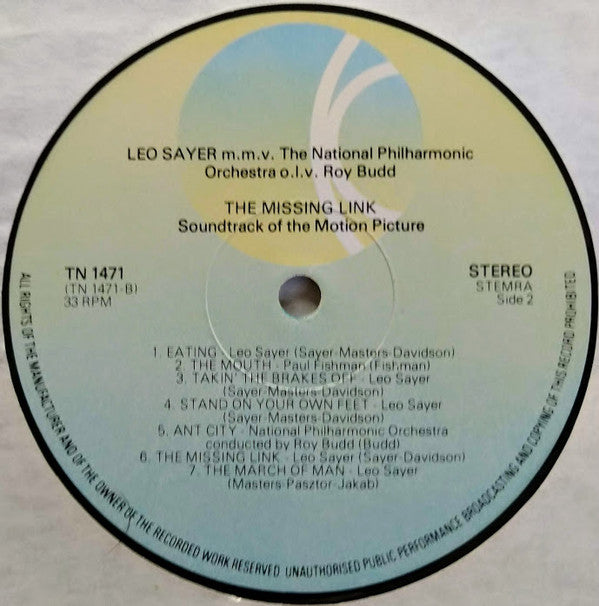 LEO SAYER m.m.v. The National Philharmonic
Orchestra o.l.v. Roy Budd
THE MISSING LINK
Soundtrack of the Motion Picture
TN 1471
(TN 1471-B)
33 RPM
STEREO
STEMRA
Side 2
1. EATING - Leo Sayer (Sayer-Masters-Davidson)
2. THE MOUTH - Paul Fishman (Fishman)
3. TAKIN' THE BRAKES OFF - Leo Sayer
(Sayer-Masters-Davidson)
4. STAND ON YOUR OWN FEET - Leo Sayer
(Sayer-Masters-Davidson)
5. ANT CITY - National Philharmonic Orchestra
conducted by Roy Budd (Budd)
6. THE MISSING LINK - Leo Sayer (Sayer-Davidson)
7. THE MARCH OF MAN - Leo Sayer
(Masters-Pasztor-Jakab)
ALL RIGHTS OF THE MANUFACTURER AND OF THE OWNER OF THE RECORDED WORK RESERVED. UNAUTHORISED PUBLIC PERFORMANCE BROADCASTING AND COPYING OF THIS RECORD PROHIBITED